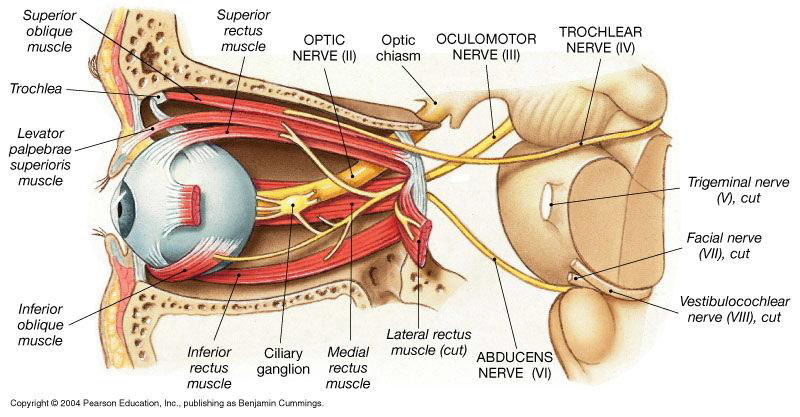 Superior
oblique
muscle
Superior
rectus
muscle
OPTIC
NERVE (II)
Optic
chiasm
OCULOMOTOR
NERVE (III)
TROCHLEAR
NERVE (IV)
Trochlea
Levator
palpebrae
superioris
muscle
Trigeminal nerve
(V), cut
Facial nerve
(VII), cut
Vestibulocochlear
nerve (VIII), cut
Inferior
oblique
muscle
Inferior
rectus
muscle
Ciliary
ganglion
Medial
rectus
muscle
Lateral rectus
muscle (cut)
ABDUCENS
NERVE (VI)
Copyright © 2004 Pearson Education, Inc., publishing as Benjamin Cummings.